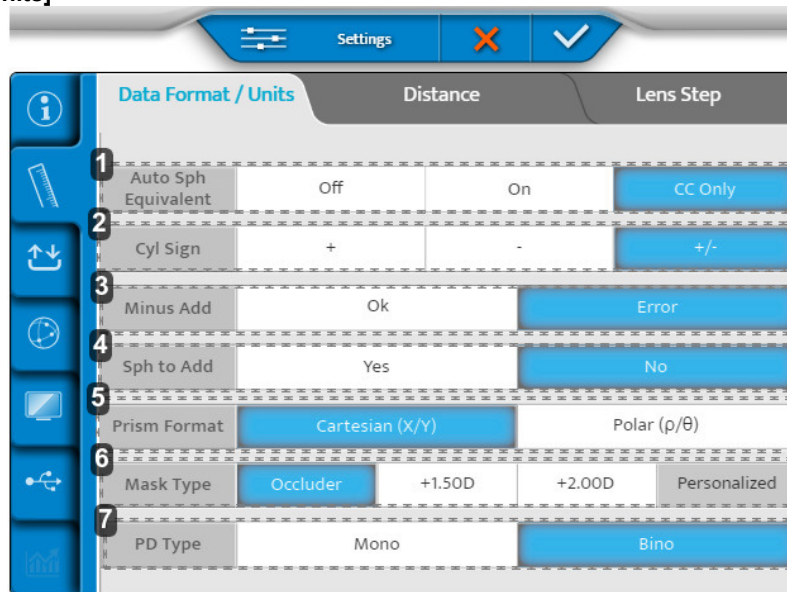 Settings
Data Format / Units
Distance
Lens Step
1
Auto Sph
Equivalent
Off
On
CC Only
2
Cyl Sign
+
-
+/-
3
Minus Add
Ok
Error
4
Sph to Add
Yes
No
5
Prism Format
Cartesian (X/Y)
Polar (ρ/θ)
6
Mask Type
Occluder
+1.50D
+2.00D
Personalized
7
PD Type
Mono
Bino